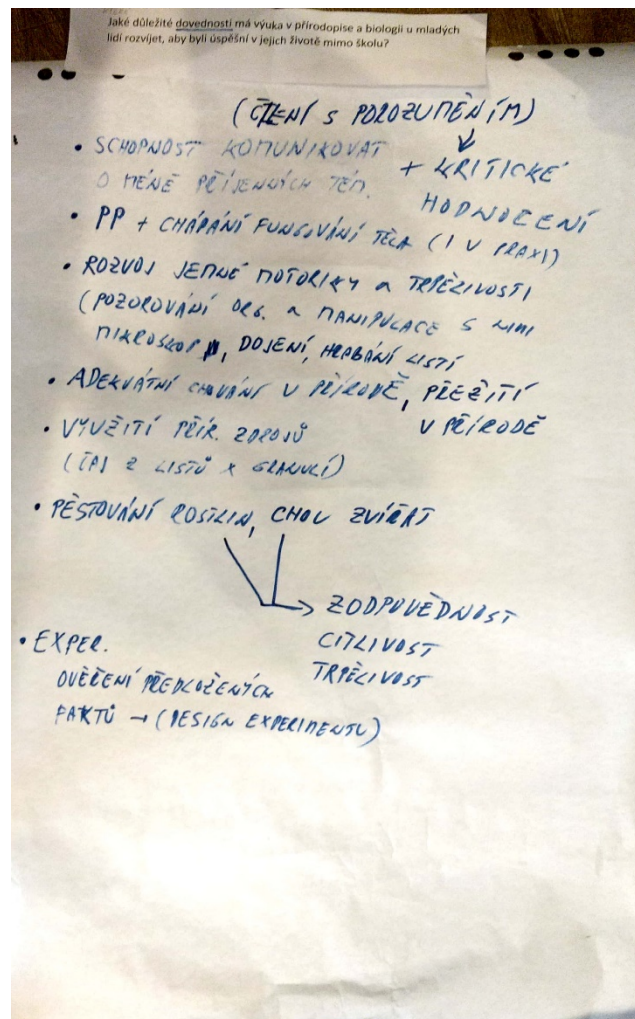 Jaké důležité dovednosti má výuka v přírodopise a biologii u mladých
lidí rozvíjet, aby byli úspěšní v jejich životě mimo školu?
(ČTENÍ S POROZUMĚNÍM)
• SCHOPNOST KOMUNIKOVAT
O MÉNĚ PŘÍJEMNÝCH TÉM.
+ KRITICKÉ
HODNOCENÍ
• PP + CHÁPÁNÍ FUNGOVÁNÍ TĚLA (I V PRAXI)
• ROZVOJ JEMNÉ MOTORIKY A TRPĚLIVOSTI
(POZOROVÁNÍ ORG. A MANIPULACE S NIMI
MIKROSKOP, DOJENÍ, HRABÁNÍ LISTÍ
• ADEKVÁTNÍ CHOVÁNÍ V PŘÍRODĚ, PŘEŽITÍ
V PŘÍRODĚ
• VYUŽITÍ PŘÍR. ZDROJŮ
(ČAJ Z LISTŮ X GRANULÍ)
• PĚSTOVÁNÍ ROSTLIN, CHOV ZVÍŘAT
→ ZODPOVĚDNOST
CITLIVOST
TRPĚLIVOST
• EXPER.
OVĚŘENÍ PŘEDLOŽENÝCH
FAKTŮ → (DESIGN EXPERIMENTU)